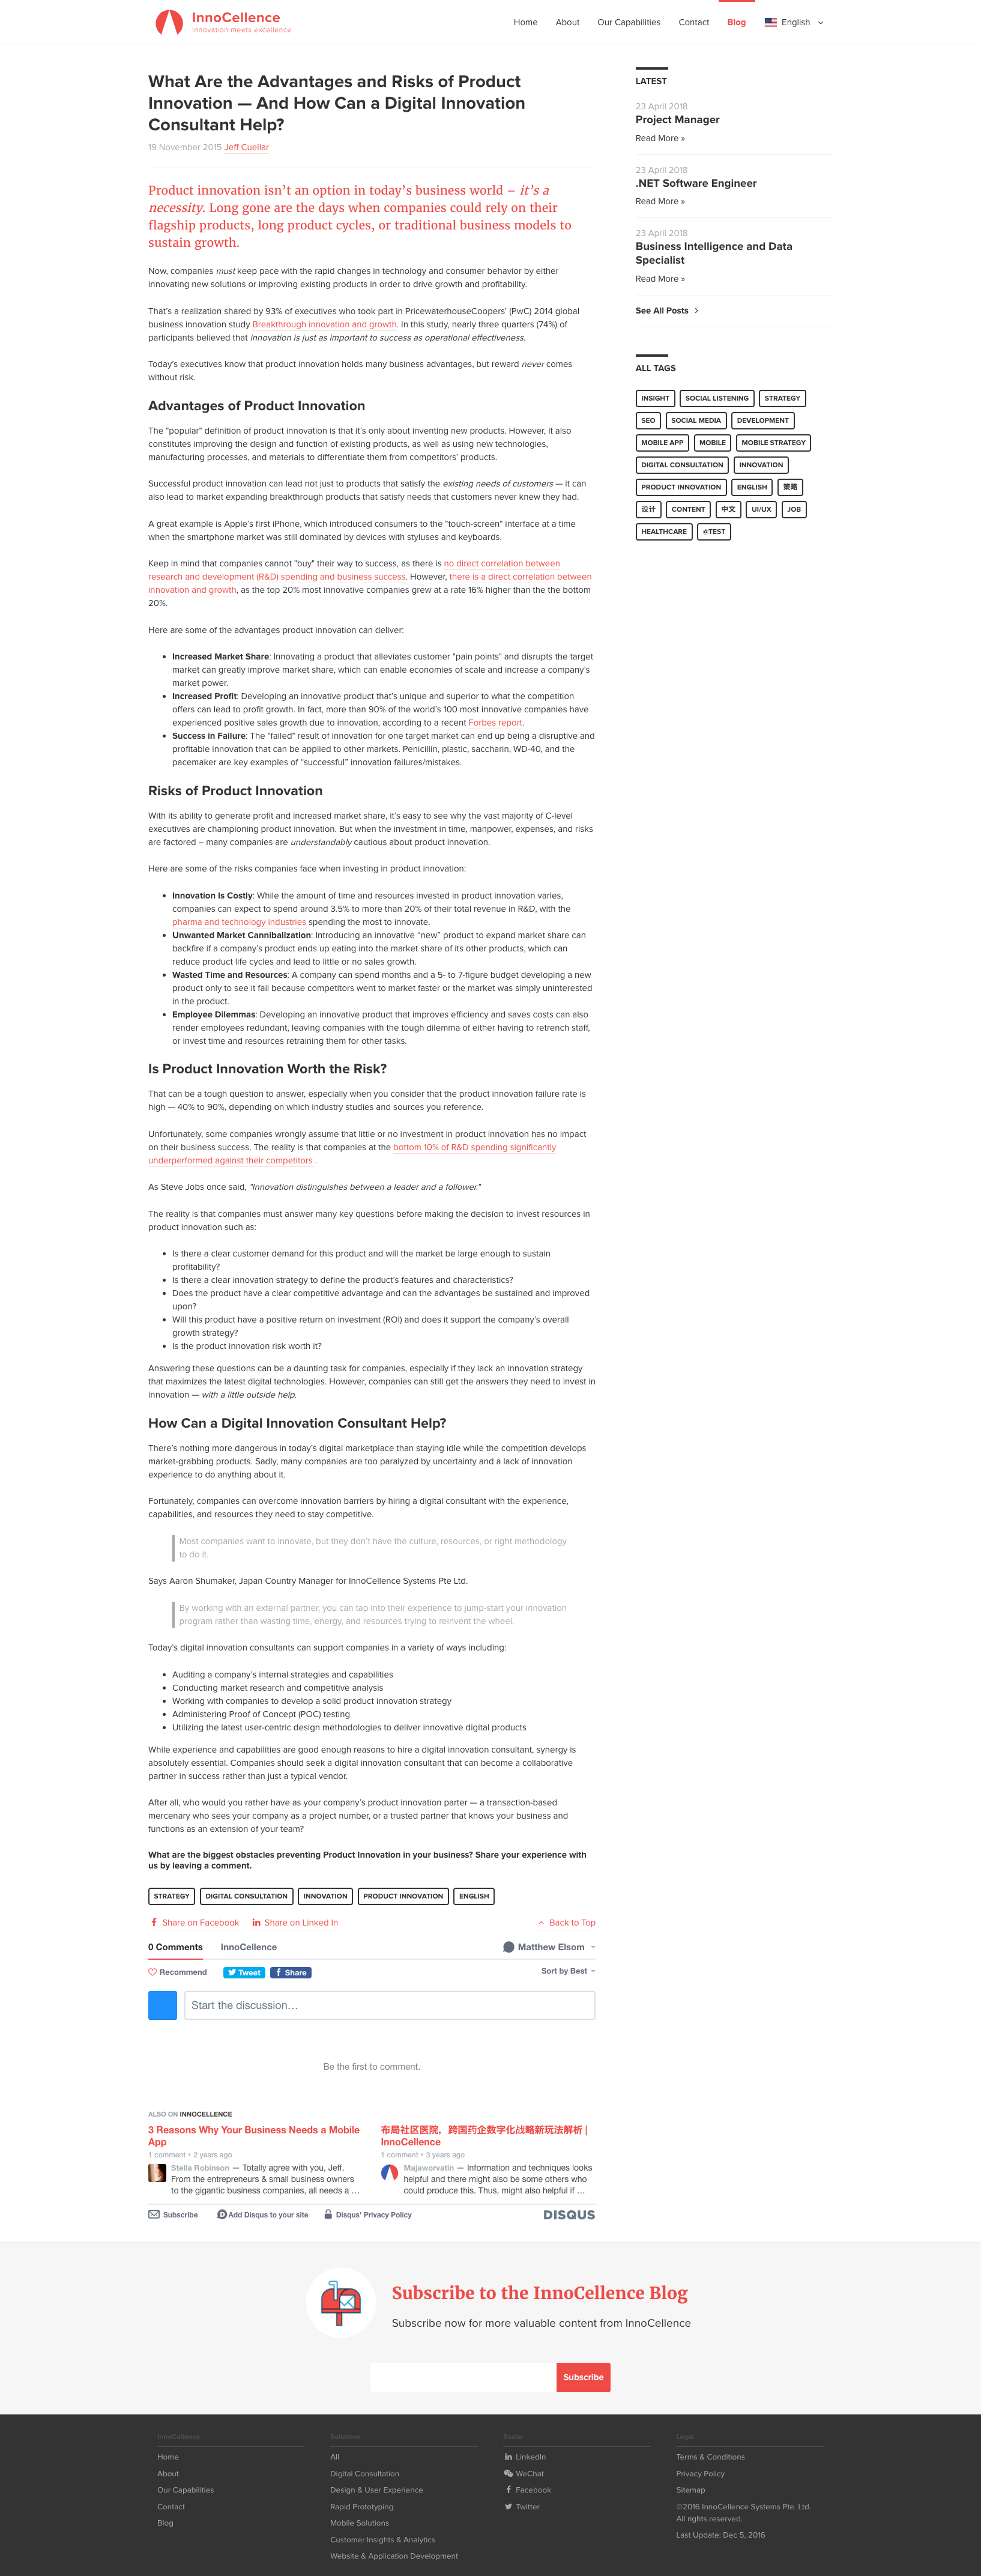 InnoCellence
Innovation meets excellence
Home
About
Our Capabilities
Contact
Blog
English
What Are the Advantages and Risks of Product
Innovation — And How Can a Digital Innovation
Consultant Help?
19 November 2015 Jeff Cuellar
Product innovation isn’t an option in today’s business world – it’s a
necessity. Long gone are the days when companies could rely on their
flagship products, long product cycles, or traditional business models to
sustain growth.
Now, companies must keep pace with the rapid changes in technology and consumer behavior by either
innovating new solutions or improving existing products in order to drive growth and profitability.
That’s a realization shared by 93% of executives who took part in PricewaterhouseCoopers’ (PwC) 2014 global
business innovation study Breakthrough innovation and growth. In this study, nearly three quarters (74%) of
participants believed that innovation is just as important to success as operational effectiveness.
Today’s executives know that product innovation holds many business advantages, but reward never comes
without risk.
Advantages of Product Innovation
The “popular” definition of product innovation is that it’s only about inventing new products. However, it also
constitutes improving the design and function of existing products, as well as using new technologies,
manufacturing processes, and materials to differentiate them from competitors’ products.
Successful product innovation can lead not just to products that satisfy the existing needs of customers — it can
also lead to market expanding breakthrough products that satisfy needs that customers never knew they had.
A great example is Apple’s first iPhone, which introduced consumers to the "touch-screen" interface at a time
when the smartphone market was still dominated by devices with styluses and keyboards.
Keep in mind that companies cannot "buy" their way to success, as there is no direct correlation between
research and development (R&D) spending and business success. However, there is a direct correlation between
innovation and growth, as the top 20% most innovative companies grew at a rate 16% higher than the the bottom
20%.
Here are some of the advantages product innovation can deliver:
• Increased Market Share: Innovating a product that alleviates customer "pain points" and disrupts the target
market can greatly improve market share, which can enable economies of scale and increase a company’s
market power.
• Increased Profit: Developing an innovative product that’s unique and superior to what the competition
offers can lead to profit growth. In fact, more than 90% of the world’s 100 most innovative companies have
experienced positive sales growth due to innovation, according to a recent Forbes report.
• Success in Failure: The “failed” result of innovation for one target market can end up being a disruptive and
profitable innovation that can be applied to other markets. Penicillin, plastic, saccharin, WD-40, and the
pacemaker are key examples of “successful” innovation failures/mistakes.
Risks of Product Innovation
With its ability to generate profit and increased market share, it’s easy to see why the vast majority of C-level
executives are championing product innovation. But when the investment in time, manpower, expenses, and risks
are factored – many companies are understandably cautious about product innovation.
Here are some of the risks companies face when investing in product innovation:
• Innovation Is Costly: While the amount of time and resources invested in product innovation varies,
companies can expect to spend around 3.5% to more than 20% of their total revenue in R&D, with the
pharma and technology industries spending the most to innovate.
• Unwanted Market Cannibalization: Introducing an innovative “new” product to expand market share can
backfire if a company’s product ends up eating into the market share of its other products, which can
reduce product life cycles and lead to little or no sales growth.
• Wasted Time and Resources: A company can spend months and a 5- to 7-figure budget developing a new
product only to see it fail because competitors went to market faster or the market was simply uninterested
in the product.
• Employee Dilemmas: Developing an innovative product that improves efficiency and saves costs can also
render employees redundant, leaving companies with the tough dilemma of either having to retrench staff,
or invest time and resources retraining them for other tasks.
Is Product Innovation Worth the Risk?
That can be a tough question to answer, especially when you consider that the product innovation failure rate is
high — 40% to 90%, depending on which industry studies and sources you reference.
Unfortunately, some companies wrongly assume that little or no investment in product innovation has no impact
on their business success. The reality is that companies at the bottom 10% of R&D spending significantly
underperformed against their competitors .
As Steve Jobs once said, "Innovation distinguishes between a leader and a follower."
The reality is that companies must answer many key questions before making the decision to invest resources in
product innovation such as:
• Is there a clear customer demand for this product and will the market be large enough to sustain
profitability?
• Is there a clear innovation strategy to define the product’s features and characteristics?
• Does the product have a clear competitive advantage and can the advantages be sustained and improved
upon?
• Will this product have a positive return on investment (ROI) and does it support the company’s overall
growth strategy?
• Is the product innovation risk worth it?
Answering these questions can be a daunting task for companies, especially if they lack an innovation strategy
that maximizes the latest digital technologies. However, companies can still get the answers they need to invest in
innovation — with a little outside help.
How Can a Digital Innovation Consultant Help?
There’s nothing more dangerous in today’s digital marketplace than staying idle while the competition develops
market-grabbing products. Sadly, many companies are too paralyzed by uncertainty and a lack of innovation
experience to do anything about it.
Fortunately, companies can overcome innovation barriers by hiring a digital consultant with the experience,
capabilities, and resources they need to stay competitive.
Most companies want to innovate, but they don’t have the culture, resources, or right methodology
to do it.
Says Aaron Shumaker, Japan Country Manager for InnoCellence Systems Pte Ltd.
By working with an external partner, you can tap into their experience to jump-start your innovation
program rather than wasting time, energy, and resources trying to reinvent the wheel.
Today’s digital innovation consultants can support companies in a variety of ways including:
• Auditing a company’s internal strategies and capabilities
• Conducting market research and competitive analysis
• Working with companies to develop a solid product innovation strategy
• Administering Proof of Concept (POC) testing
• Utilizing the latest user-centric design methodologies to deliver innovative digital products
While experience and capabilities are good enough reasons to hire a digital innovation consultant, synergy is
absolutely essential. Companies should seek a digital innovation consultant that can become a collaborative
partner in success rather than just a typical vendor.
After all, who would you rather have as your company’s product innovation parter — a transaction-based
mercenary who sees your company as a project number, or a trusted partner that knows your business and
functions as an extension of your team?
What are the biggest obstacles preventing Product Innovation in your business? Share your experience with
us by leaving a comment.
STRATEGY
DIGITAL CONSULTATION
INNOVATION
PRODUCT INNOVATION
ENGLISH
Share on Facebook
Share on Linked In
Back to Top
0 Comments
InnoCellence
Matthew Elsom
Recommend
Tweet
Share
Sort by Best
Start the discussion…
Be the first to comment.
ALSO ON INNOCELLENCE
3 Reasons Why Your Business Needs a Mobile
App
1 comment • 2 years ago
Stella Robinson — Totally agree with you, Jeff.
From the entrepreneurs & small business owners
to the gigantic business companies, all needs a …
布局社区医院，跨国药企数字化战略新玩法解析 |
InnoCellence
1 comment • 3 years ago
Majaworvatin — Information and techniques looks
helpful and there might also be some others who
could produce this. Thus, might also helpful if …
Subscribe
Add Disqus to your site
Disqus' Privacy Policy
DISQUS
LATEST
23 April 2018
Project Manager
Read More »
23 April 2018
.NET Software Engineer
Read More »
23 April 2018
Business Intelligence and Data
Specialist
Read More »
See All Posts
ALL TAGS
INSIGHT
SOCIAL LISTENING
STRATEGY
SEO
SOCIAL MEDIA
DEVELOPMENT
MOBILE APP
MOBILE
MOBILE STRATEGY
DIGITAL CONSULTATION
INNOVATION
PRODUCT INNOVATION
ENGLISH
策略
设计
CONTENT
中文
UI/UX
JOB
HEALTHCARE
@TEST
Subscribe to the InnoCellence Blog
Subscribe now for more valuable content from InnoCellence
Subscribe
InnoCellence
Home
About
Our Capabilities
Contact
Blog
Solutions
All
Digital Consultation
Design & User Experience
Rapid Prototyping
Mobile Solutions
Customer Insights & Analytics
Website & Application Development
Social
LinkedIn
WeChat
Facebook
Twitter
Legal
Terms & Conditions
Privacy Policy
Sitemap
©2016 InnoCellence Systems Pte. Ltd.
All rights reserved.
Last Update: Dec 5, 2016